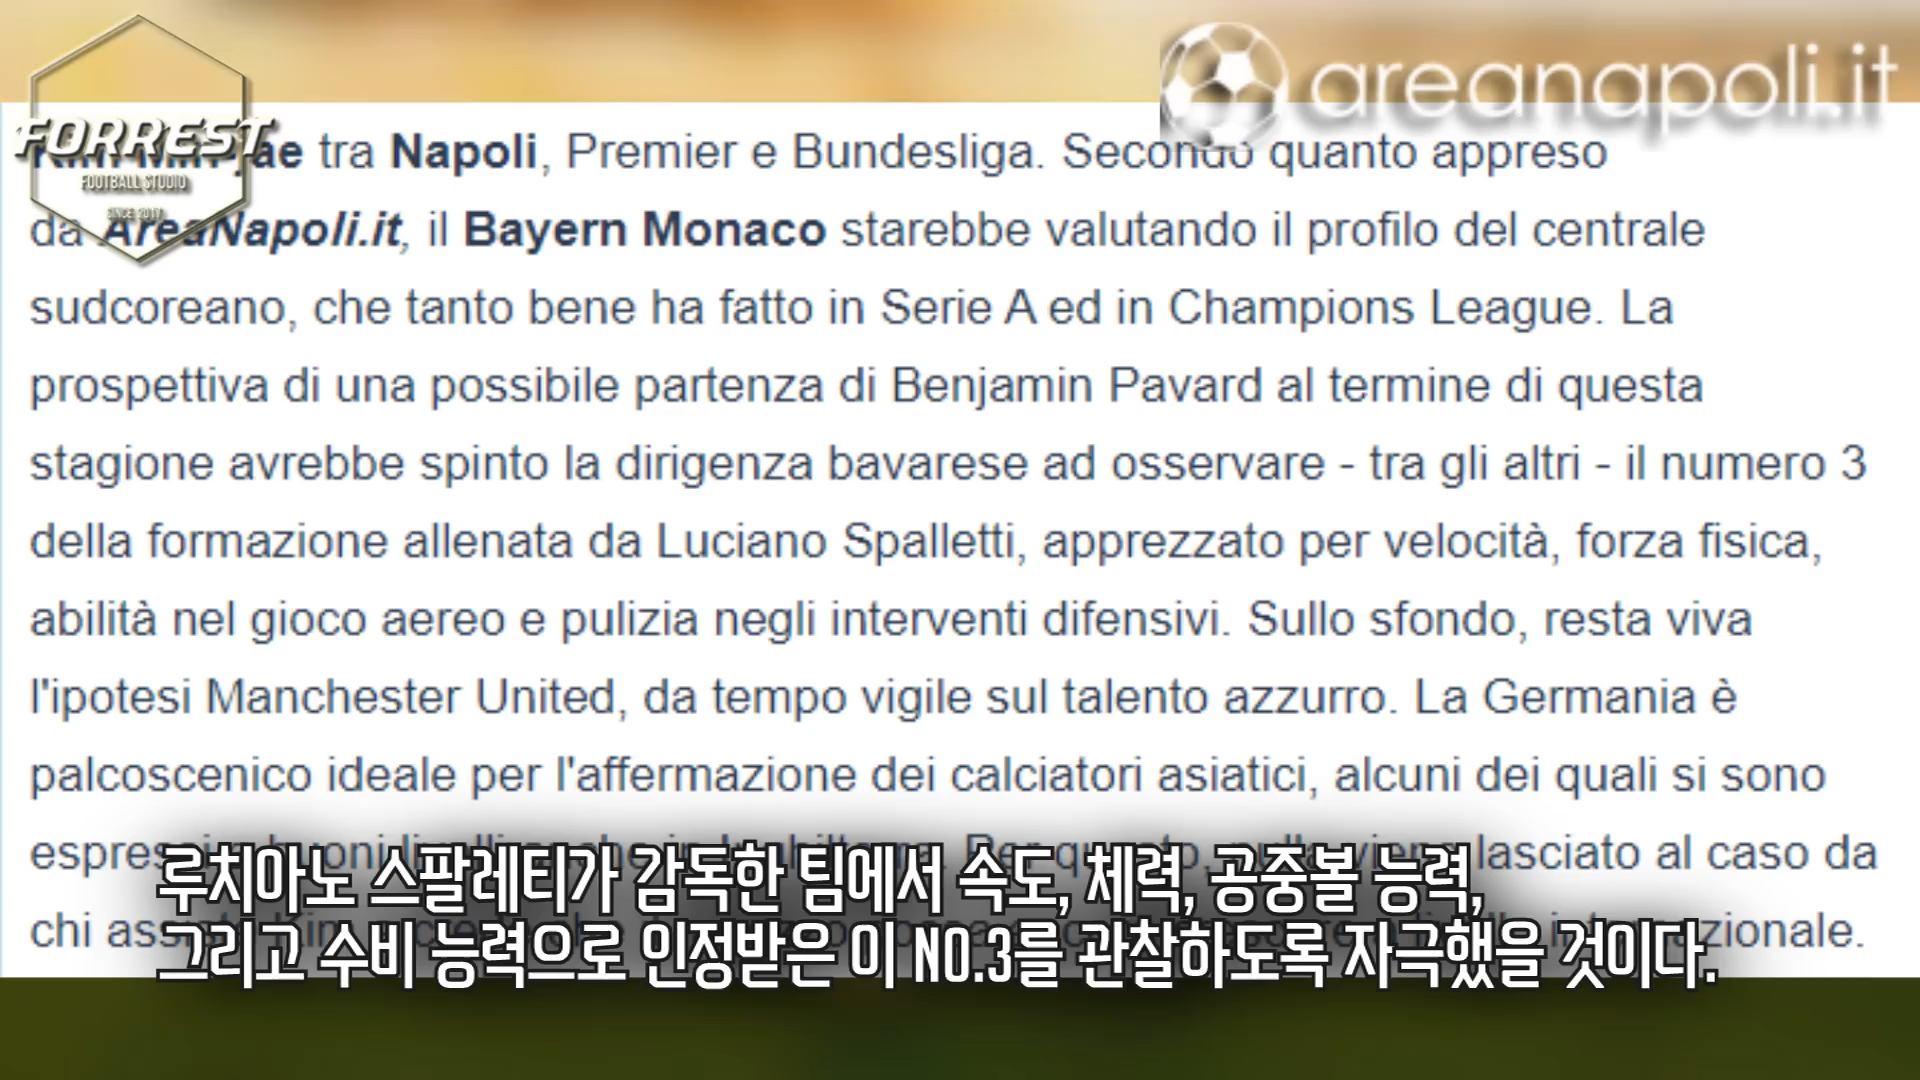 FORREST
FOOTBALL STUDIO
SINCE 2017
areanapoli.it
tra Napoli, Premier e Bundesliga. Secondo quanto appreso
da AreaNapoli.it, il Bayern Monaco starebbe valutando il profilo del centrale
sudcoreano, che tanto bene ha fatto in Serie A ed in Champions League. La
prospettiva di una possibile partenza di Benjamin Pavard al termine di questa
stagione avrebbe spinto la dirigenza bavarese ad osservare - tra gli altri - il numero 3
della formazione allenata da Luciano Spalletti, apprezzato per velocità, forza fisica,
abilità nel gioco aereo e pulizia negli interventi difensivi. Sullo sfondo, resta viva
l'ipotesi Manchester United, da tempo vigile sul talento azzurro. La Germania è
palcoscenico ideale per l'affermazione dei calciatori asiatici, alcuni dei quali si sono
lasciato al caso da
chi
루치아노 스팔레티가 감독한 팀에서 속도, 체력, 공중볼 능력,
그리고 수비 능력으로 인정받은 이 NO.3를 관찰하도록 자극했을 것이다.